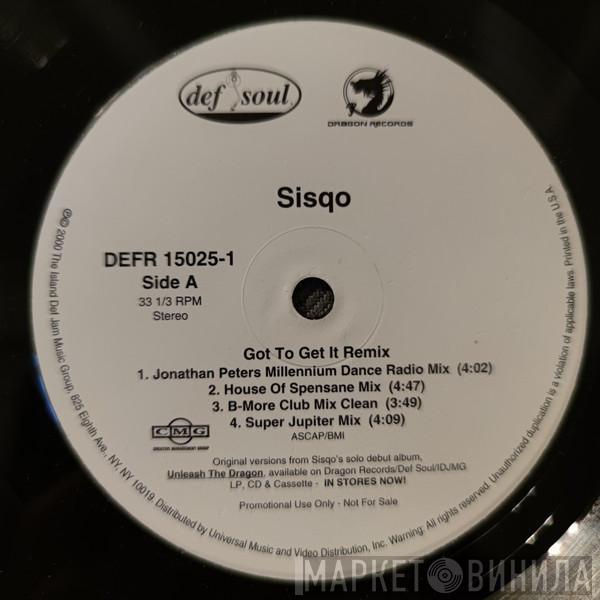 def soul
DRAGON RECORDS
Sisqo
DEFR 15025-1
Side A
33 1/3 RPM
Stereo
Got To Get It Remix
1. Jonathan Peters Millennium Dance Radio Mix (4:02)
2. House Of Spensane Mix (4:47)
3. B-More Club Mix Clean (3:49)
4. Super Jupiter Mix (4:09)
ASCAP/BMI
CMG
CREATIVE MANAGEMENT GROUP
Original versions from Sisqo's solo debut album,
Unleash The Dragon, available on Dragon Records/Def Soul/IDJMG
LP, CD & Cassette - IN STORES NOW!
Promotional Use Only - Not For Sale
℗© 2000 The Island Def Jam Music Group, 825 Eighth Ave., NY, NY 10019. Distributed by Universal Music and Video Distribution, Inc. Warning: All rights reserved. Unauthorized duplication is a violation of applicable laws. Printed in the U.S.A.
МАРКЕТ ВИНИЛА